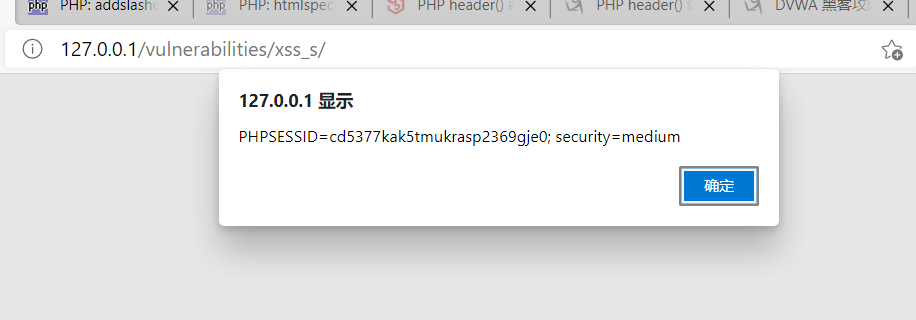 php PHP: addslashe
php PHP: htmlspec
PHP header()
PHP header()
DVWA 黑客攻
127.0.0.1/vulnerabilities/xss_s/
127.0.0.1 显示
PHPSESSID=cd5377kak5tmukrasp2369gje0; security=medium
确定